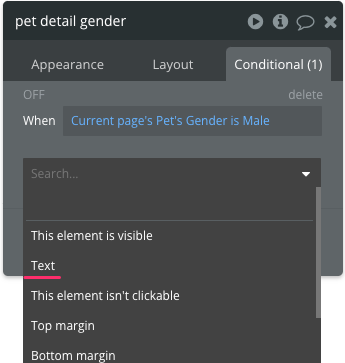 pet detail gender
Appearance Layout Conditional (1)
OFF delete
When Current page's Pet's Gender is Male
Search...
This element is visible
Text
This element isn't clickable
Top margin
Bottom margin